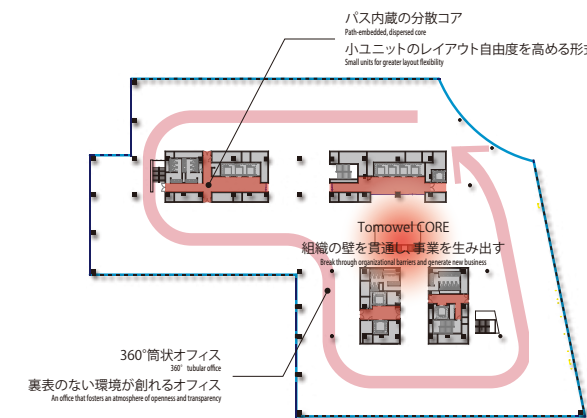 パス内蔵の分散コア
Path-embedded, dispersed core
小ユニットのレイアウト自由度を高める形
Small units for greater layout flexibility
Tomowel CORE
組織の壁を貫通し、事業を生み出す
Break through organizational barriers and generate new business
360°筒状オフィス
360° tubular office
裏表のない環境が創れるオフィス
An office that fosters an atmosphere of openness and transparency